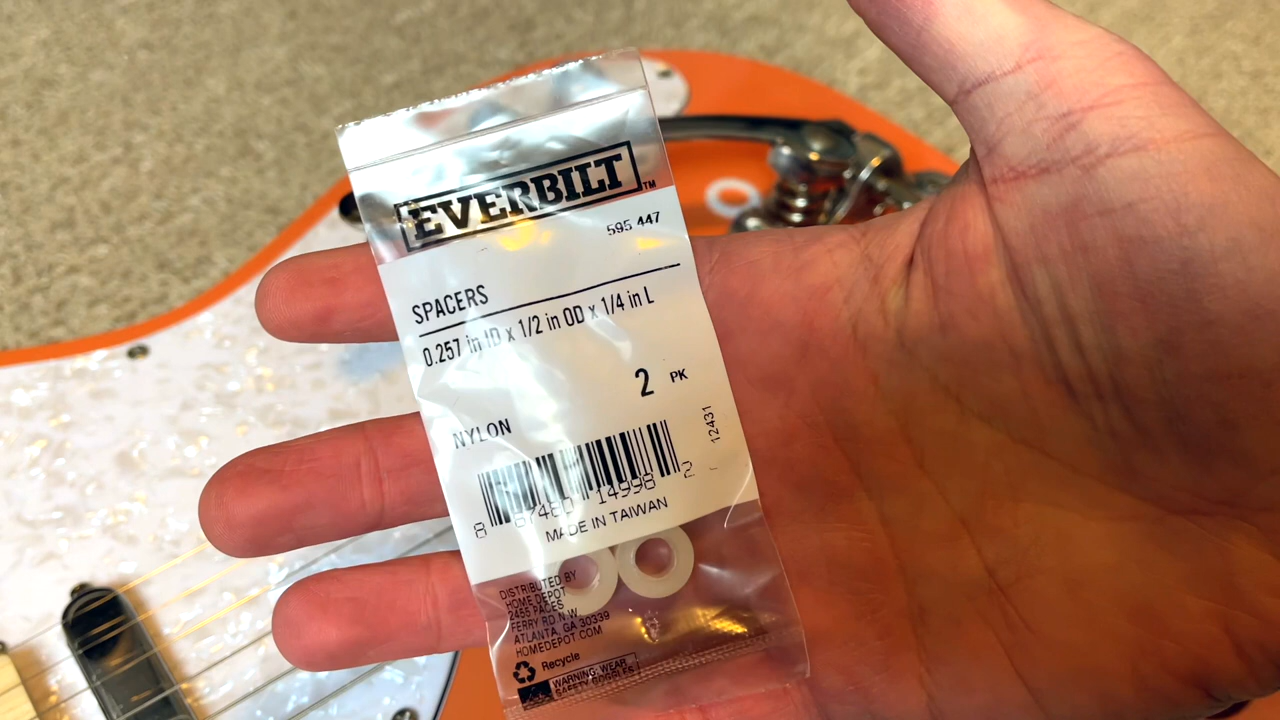 EVERBILT™
595 447
SPACERS
0.257 in ID x 1/2 in OD x 1/4 in L
2 PK
NYLON
12431
8 87480 14998 2
MADE IN TAIWAN
DISTRIBUTED BY
HOME DEPOT
2455 PACES
FERRY RD N.W.
ATLANTA, GA 30339
HOMEDEPOT.COM
Recycle
WARNING: WEAR
SAFETY GOGGLES